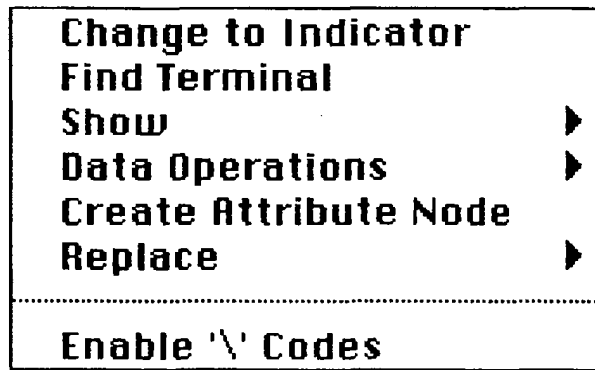 Change to Indicator
Find Terminal
Show
Data Operations
Create Attribute Node
Replace
Enable '\' Codes